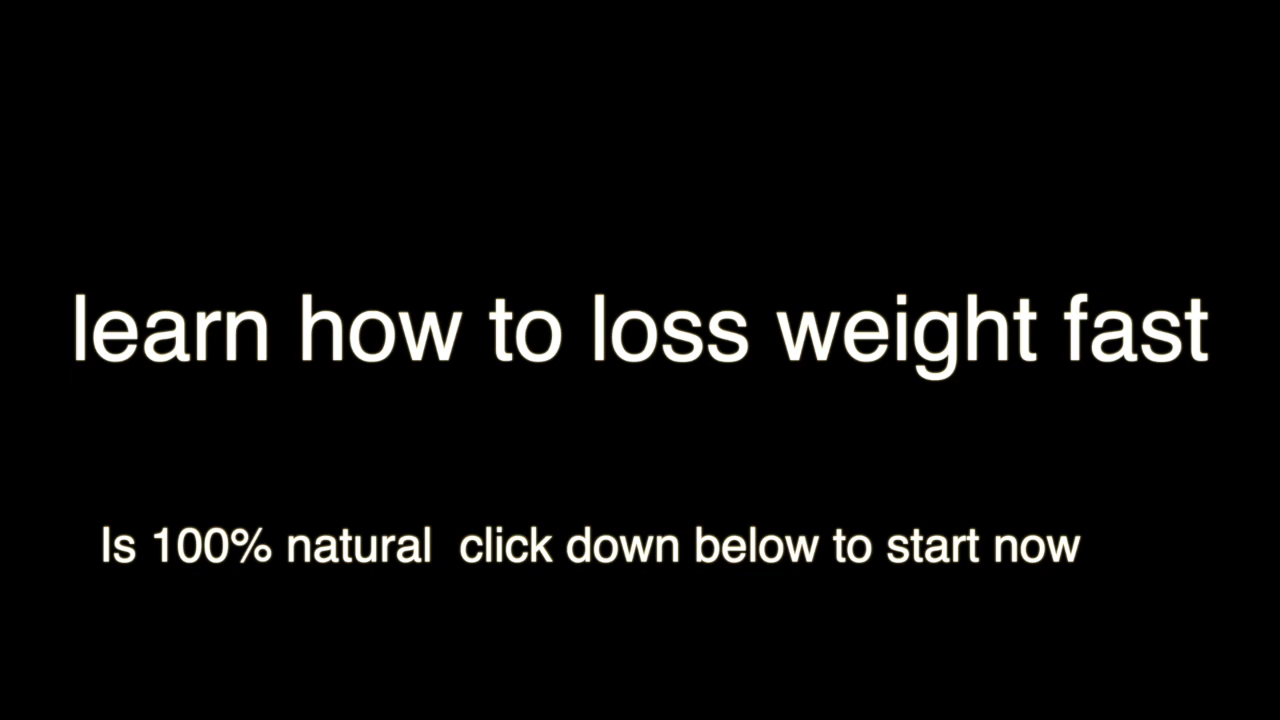 learn how to loss weight fast
Is 100% natural  click down below to start now